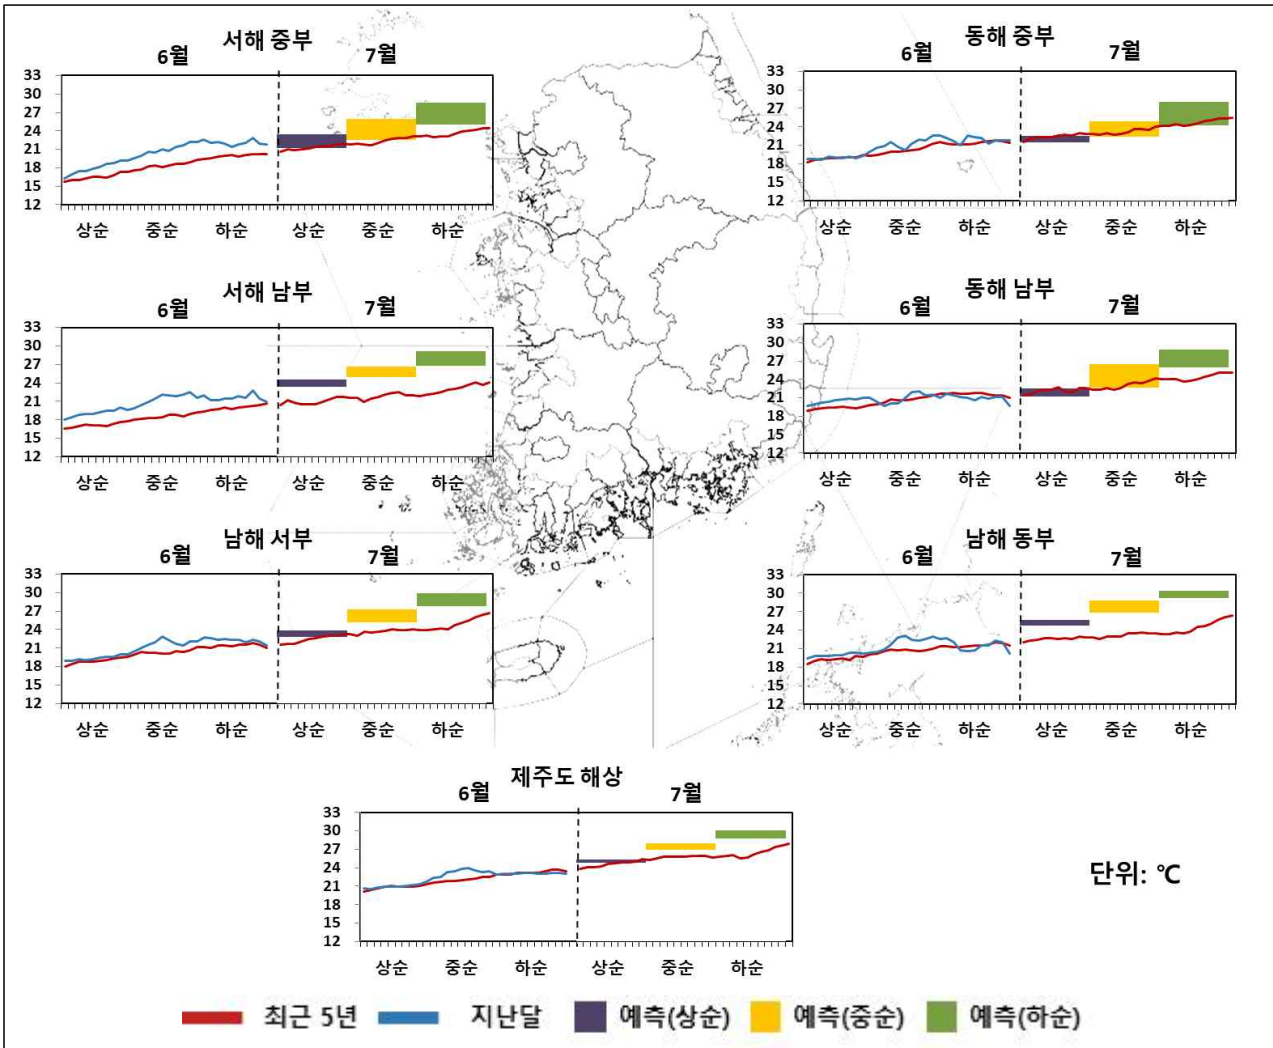 서해 중부
6월
7월
33
30
27
24
21
18
15
12
상순 중순 하순 상순 중순 하순
동해 중부
6월
7월
33
30
27
24
21
18
15
12
상순 중순 하순 상순 중순 하순
서해 남부
6월
7월
33
30
27
24
21
18
15
12
상순 중순 하순 상순 중순 하순
동해 남부
6월
7월
33
30
27
24
21
18
15
12
상순 중순 하순 상순 중순 하순
남해 서부
6월
7월
33
30
27
24
21
18
15
12
상순 중순 하순 상순 중순 하순
남해 동부
6월
7월
33
30
27
24
21
18
15
12
상순 중순 하순 상순 중순 하순
제주도 해상
6월
7월
33
30
27
24
21
18
15
12
상순 중순 하순 상순 중순 하순
단위: ℃
최근 5년 지난달 예측(상순) 예측(중순) 예측(하순)